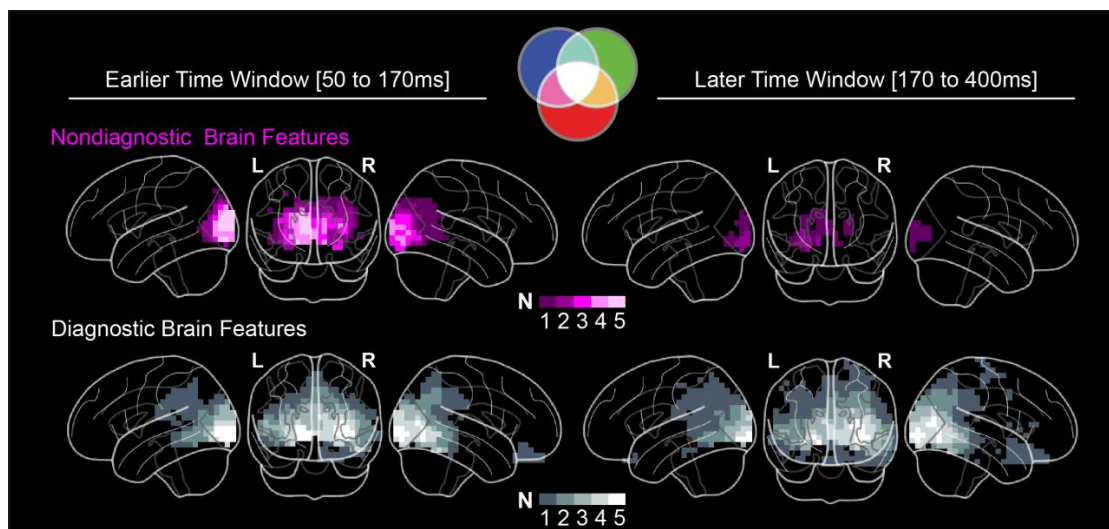 Earlier Time Window [50 to 170ms]
Later Time Window [170 to 400ms]
Nondiagnostic Brain Features
L R
L R
N
1 2 3 4 5
Diagnostic Brain Features
L R
L R
N
1 2 3 4 5